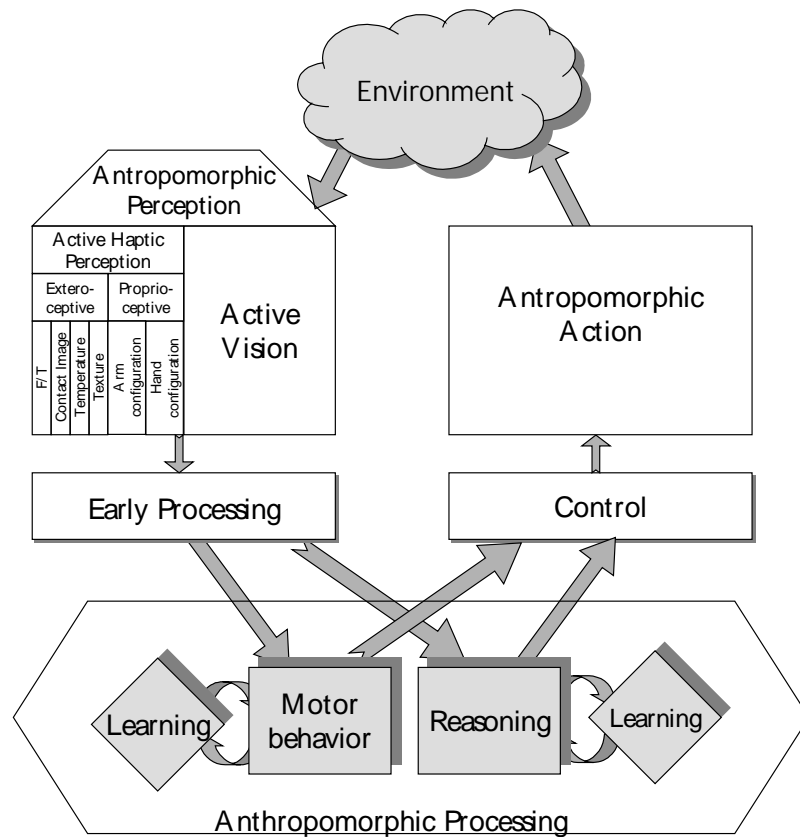 Environment
Antropomorphic
Perception
Active Haptic
Perception
Extero-
ceptive
Proprio-
ceptive
F/T
Contact Image
Temperature
Texture
Arm
configuration
Hand
configuration
Active
Vision
Antropomorphic
Action
Early Processing
Control
Learning
Motor
behavior
Reasoning
Learning
Anthropomorphic Processing